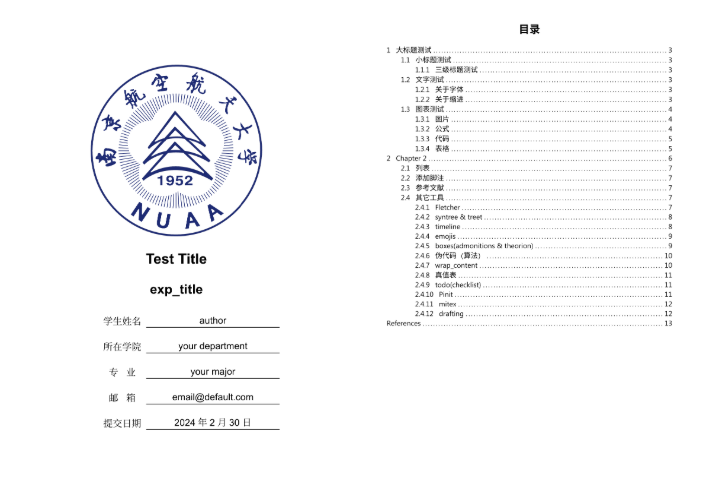 南京航空航天大学
1952
NUAA
Test Title
exp_title
学生姓名 author
所在学院 your department
专 业 your major
邮 箱 email@default.com
提交日期 2024 年 2 月 30 日
目录
1 大标题测试 3
1.1 小标题测试 3
1.1.1 三级标题测试 3
1.2 文字测试 3
1.2.1 关于字体 3
1.2.2 关于缩进 3
1.3 图表测试 4
1.3.1 图片 4
1.3.2 公式 4
1.3.3 代码 5
1.3.4 表格 5
2 Chapter 2 6
2.1 列表 7
2.2 添加脚注 7
2.3 参考文献 7
2.4 其它工具 7
2.4.1 Fletcher 7
2.4.2 syntree & treet 8
2.4.3 timeline 8
2.4.4 emojis 9
2.4.5 boxes(admonitions & theorion) 9
2.4.6 伪代码（算法） 10
2.4.7 wrap_content 10
2.4.8 真值表 11
2.4.9 todo(checklist) 11
2.4.10 Pinit 11
2.4.11 mitex 12
2.4.12 drafting 12
References 13